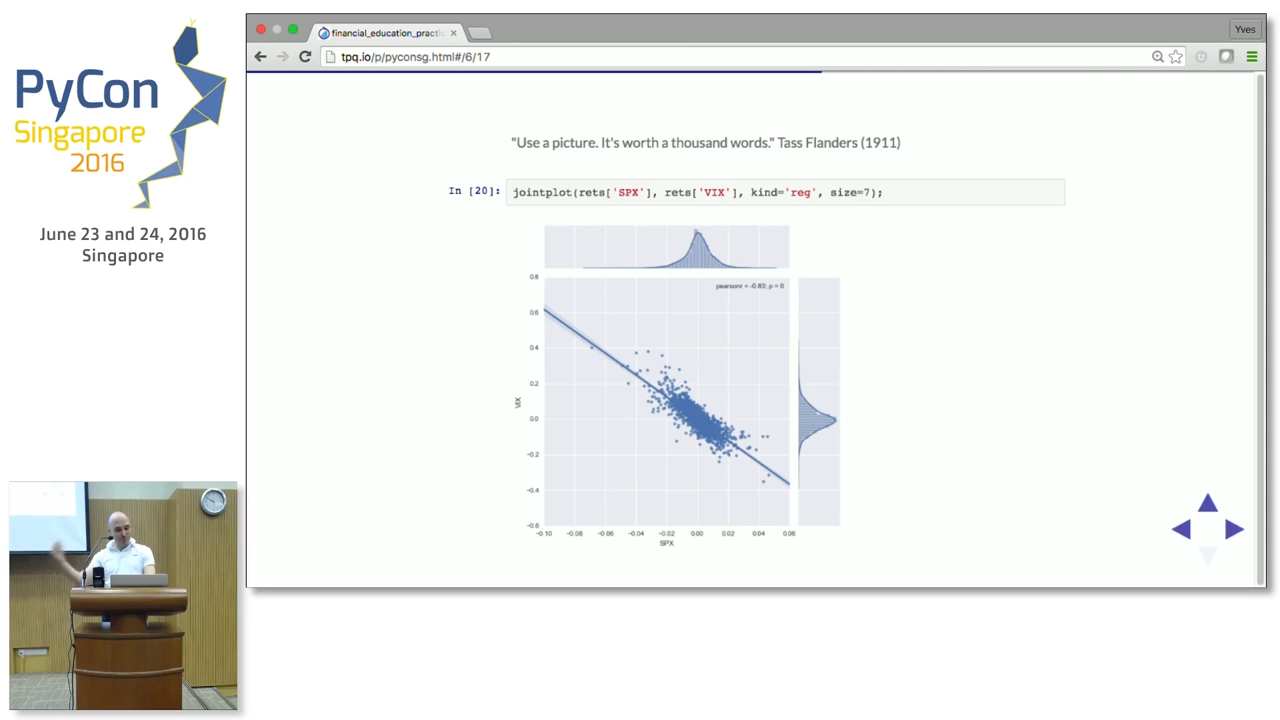 PyCon
Singapore
2016
June 23 and 24, 2016
Singapore
financial_education_practic
Yves
tpq.io/p/pyconsg.html#/6/17
"Use a picture. It's worth a thousand words." Tass Flanders (1911)
In [20]: jointplot(rets['SPX'], rets['VIX'], kind='reg', size=7);
pearsonr = -0.83; p = 0
0.8
0.6
0.4
0.2
0.0
−0.2
−0.4
−0.6
VIX
−0.10 −0.08 −0.06 −0.04 −0.02 0.00 0.02 0.04 0.06
SPX